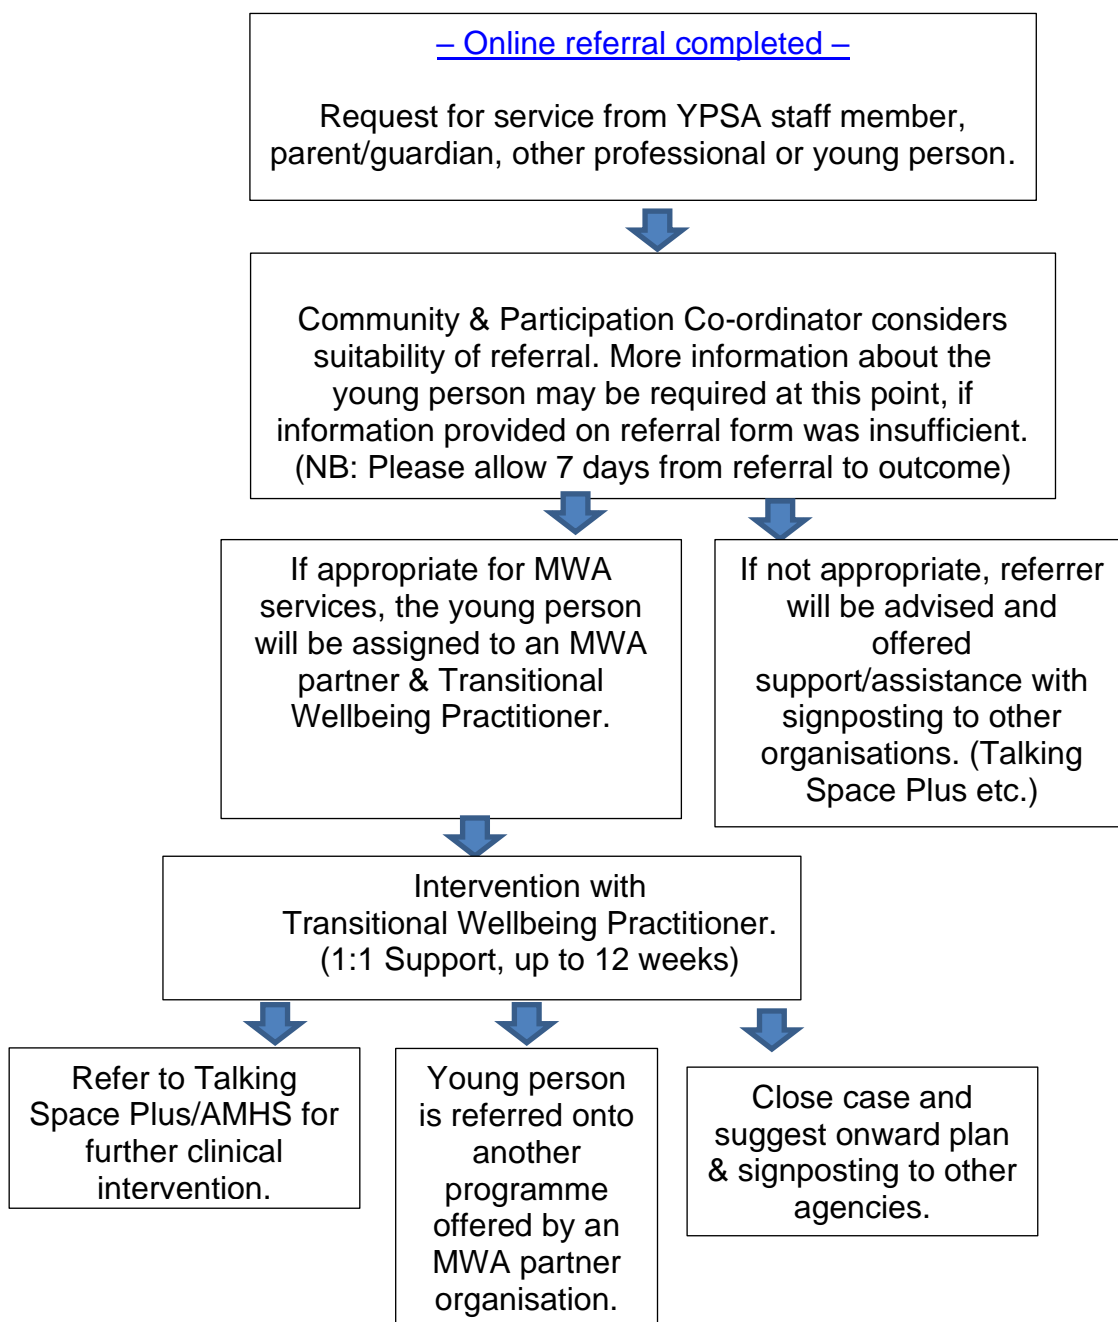 – Online referral completed –
Request for service from YPSA staff member,
parent/guardian, other professional or young person.
Community & Participation Co-ordinator considers
suitability of referral. More information about the
young person may be required at this point, if
information provided on referral form was insufficient.
(NB: Please allow 7 days from referral to outcome)
If appropriate for MWA
services, the young person
will be assigned to an MWA
partner & Transitional
Wellbeing Practitioner.
If not appropriate, referrer
will be advised and
offered
support/assistance with
signposting to other
organisations. (Talking
Space Plus etc.)
Intervention with
Transitional Wellbeing Practitioner.
(1:1 Support, up to 12 weeks)
Refer to Talking
Space Plus/AMHS for
further clinical
intervention.
Young person
is referred onto
another
programme
offered by an
MWA partner
organisation.
Close case and
suggest onward plan
& signposting to other
agencies.